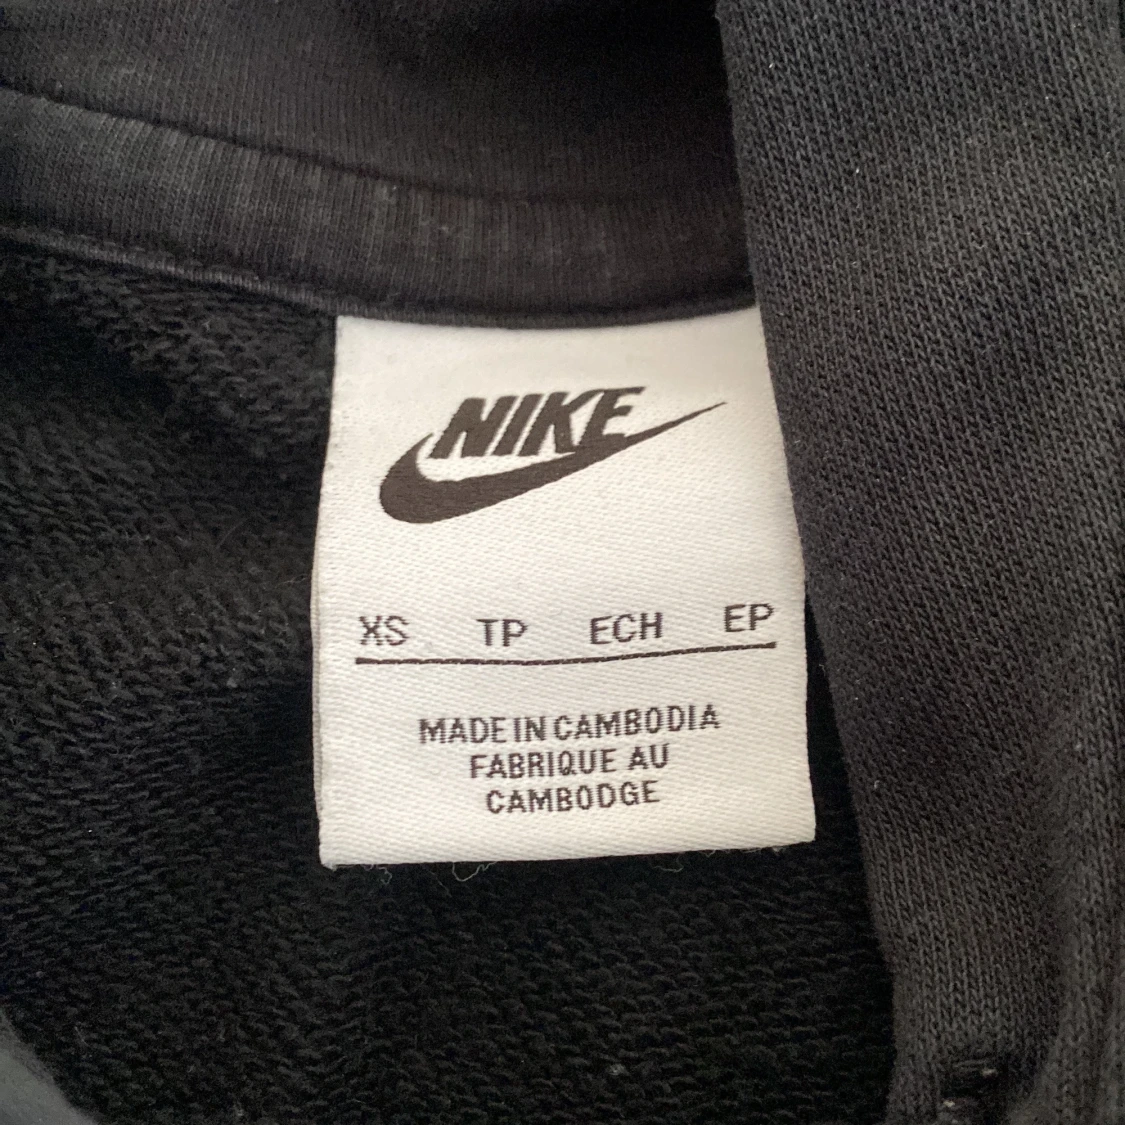 NIKE
XS TP ECH EP
MADE IN CAMBODIA
FABRIQUE AU
CAMBODGE